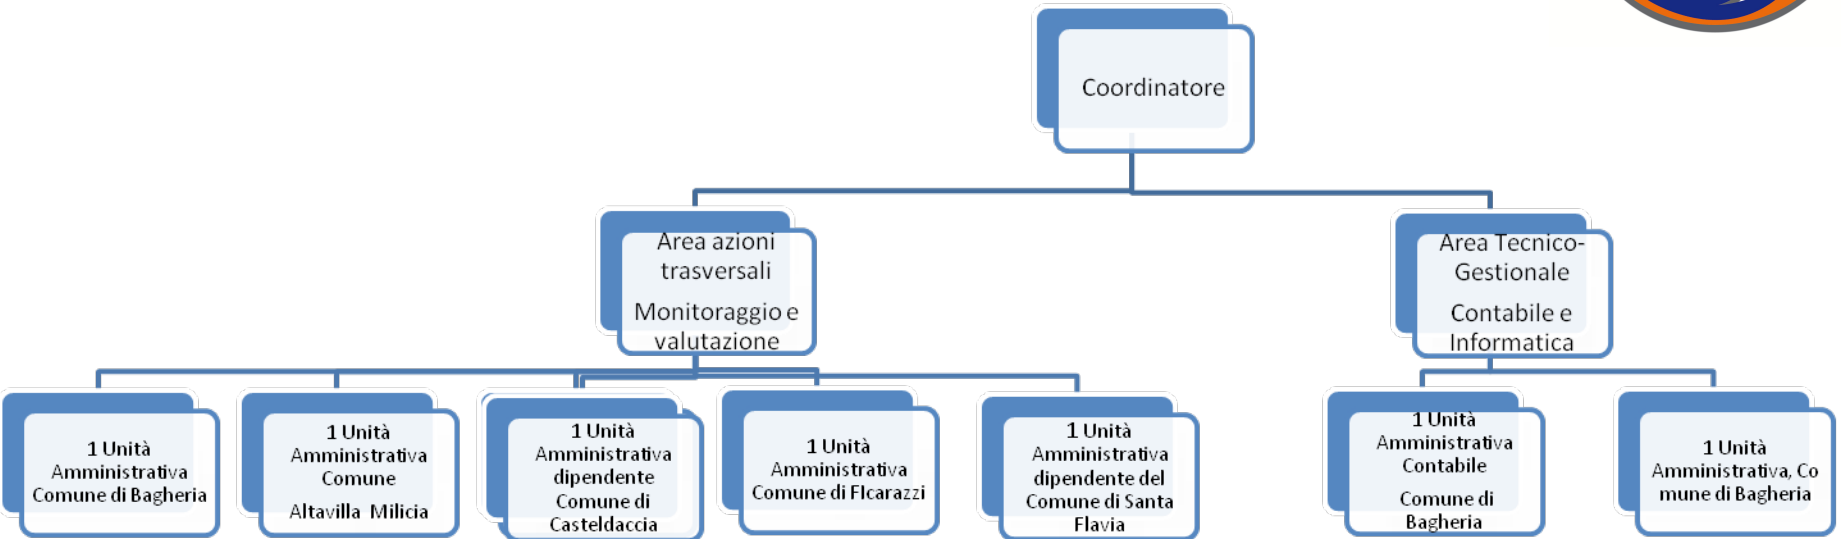 Coordinatore
Area azioni
trasversali
Monitoraggio e
valutazione
Area Tecnico-
Gestionale
Contabile e
Informatica
1 Unità
Amministrativa
Comune di Bagheria
1 Unità
Amministrativa
Comune
Altavilla Milicia
1 Unità
Amministrativa
dipendente
Comune di
Casteldaccia
1 Unità
Amministrativa
Comune di FIcarazzi
1 Unità
Amministrativa
dipendente del
Comune di Santa
Flavia
1 Unità
Amministrativa
Contabile
Comune di
Bagheria
1 Unità
Amministrativa, Co
mune di Bagheria